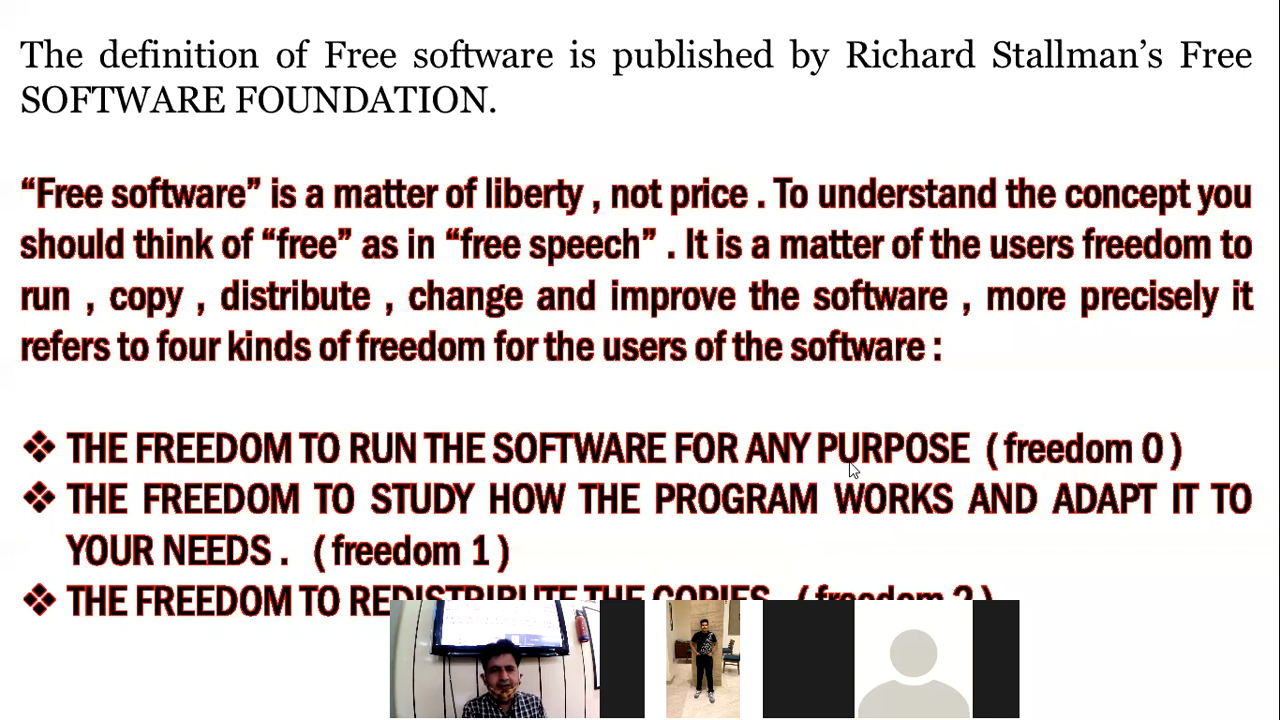 The definition of Free software is published by Richard Stallman’s Free
SOFTWARE FOUNDATION.
“Free software” is a matter of liberty , not price . To understand the concept you
should think of “free” as in “free speech” . It is a matter of the users freedom to
run , copy , distribute , change and improve the software , more precisely it
refers to four kinds of freedom for the users of the software :
❖ THE FREEDOM TO RUN THE SOFTWARE FOR ANY PURPOSE ( freedom 0 )
❖ THE FREEDOM TO STUDY HOW THE PROGRAM WORKS AND ADAPT IT TO
YOUR NEEDS . ( freedom 1 )
❖ THE FREEDOM TO REDISTRIBUTE THE COPIES . ( freedom 2 )